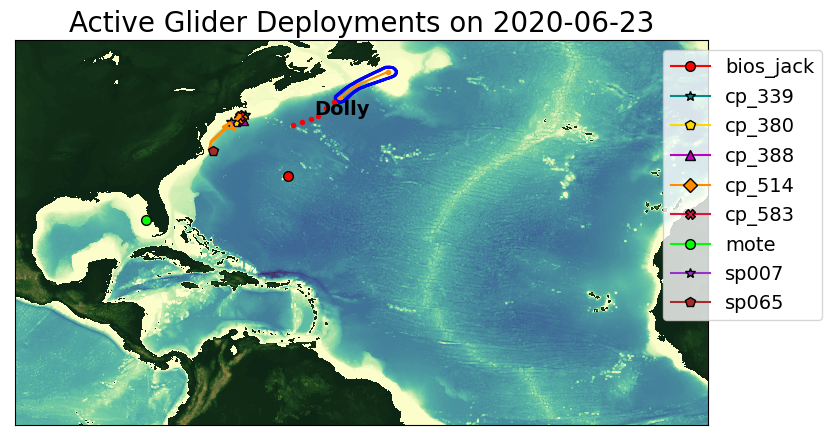 Active Glider Deployments on 2020-06-23
Dolly
bios_jack
cp_339
cp_380
cp_388
cp_514
cp_583
mote
sp007
sp065